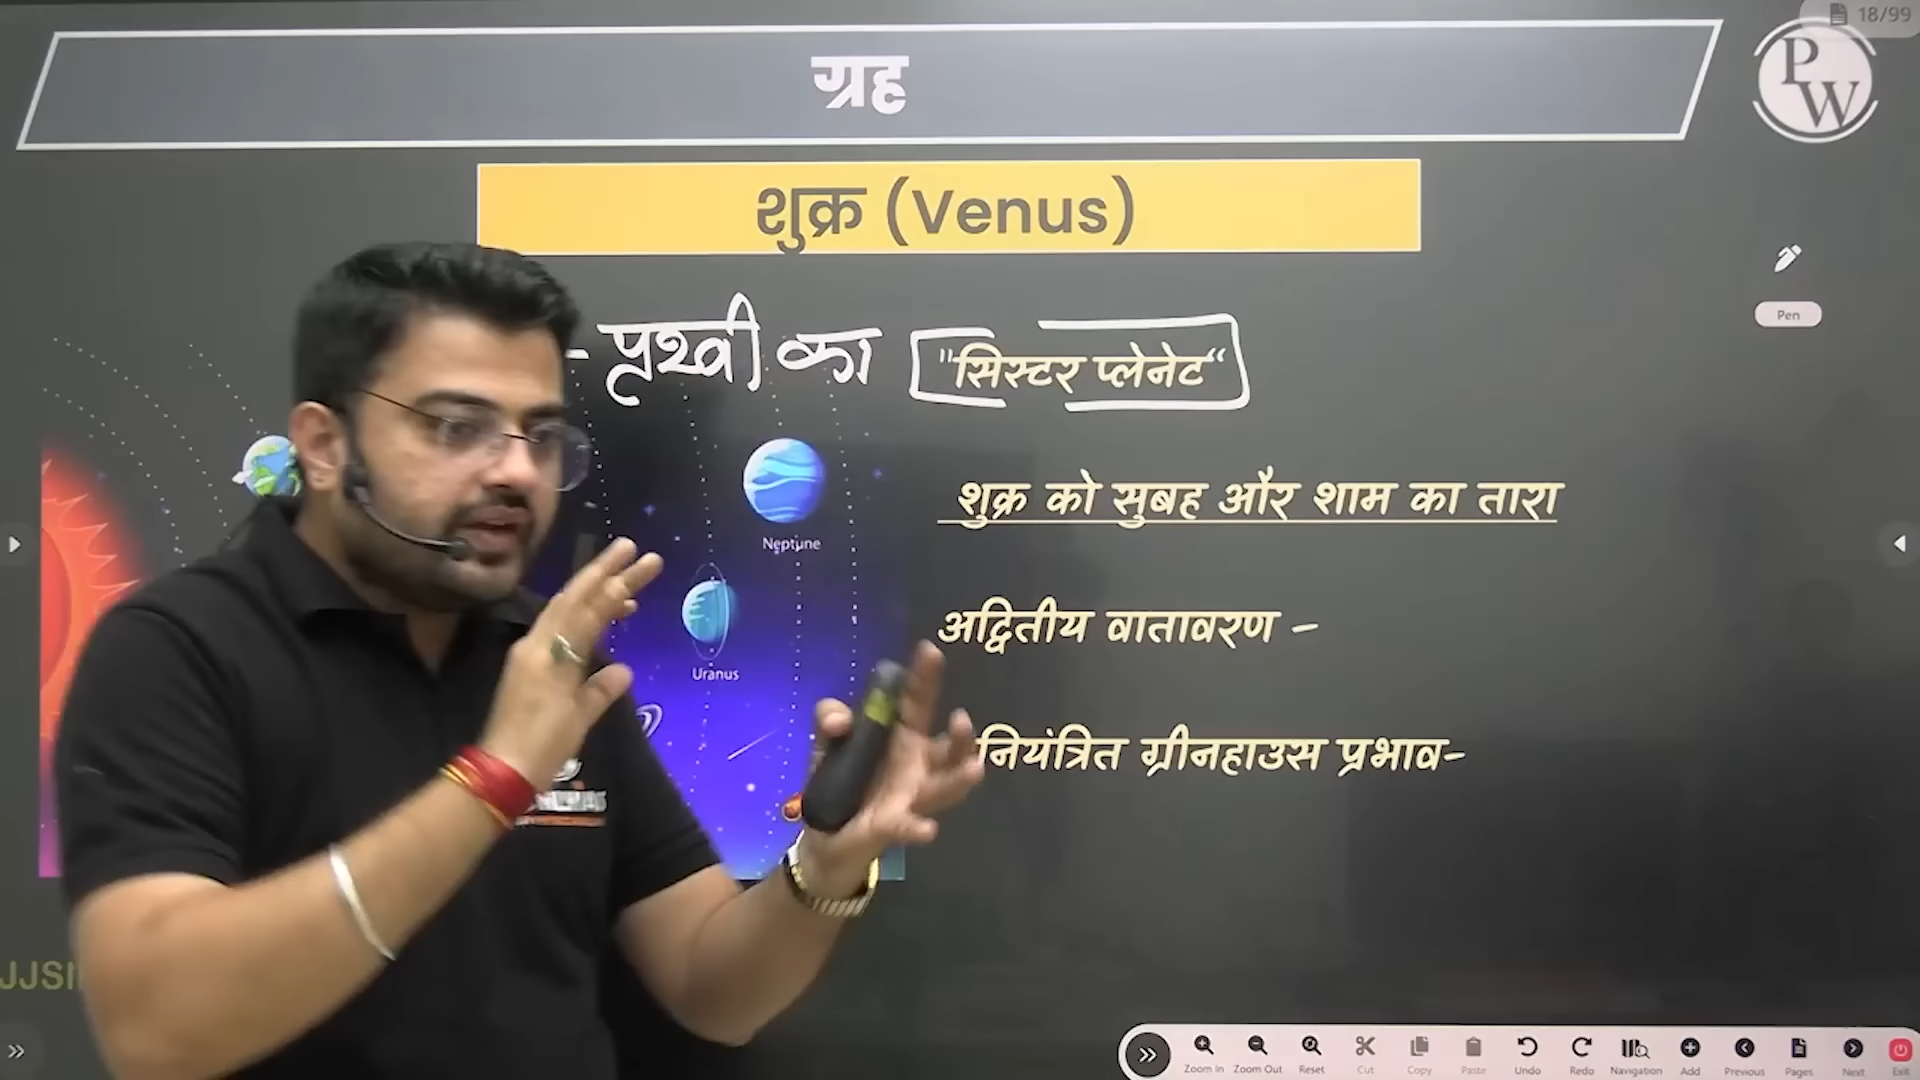 18/99
ग्रह
P W
शुक्र (Venus)
Pen
- पृथ्वी का "सिस्टर प्लेनेट“
शुक्र को सुबह और शाम का तारा
Neptune
अद्वितीय वातावरण –
Uranus
नियंत्रित ग्रीनहाउस प्रभाव-
Zoom In Zoom Out Reset Cut Copy Paste Undo Redo Navigation Add Previous Pages Next Exit